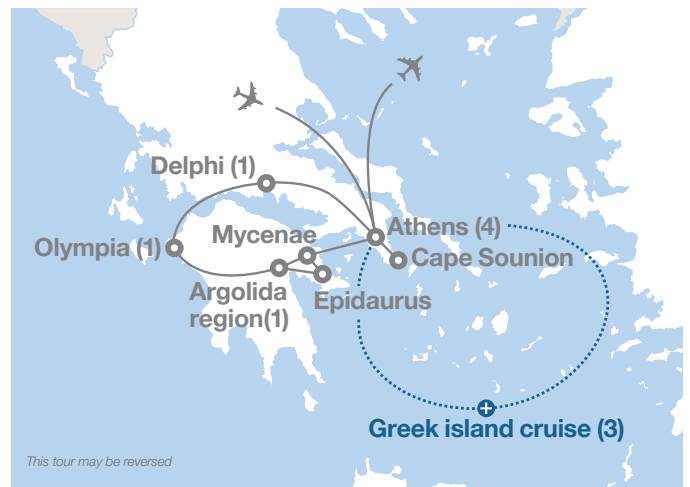 Delphi (1)
Olympia (1)
Mycenae
Athens (4)
Cape Sounion
Argolida
region(1)
Epidaurus
Greek island cruise (3)
This tour may be reversed